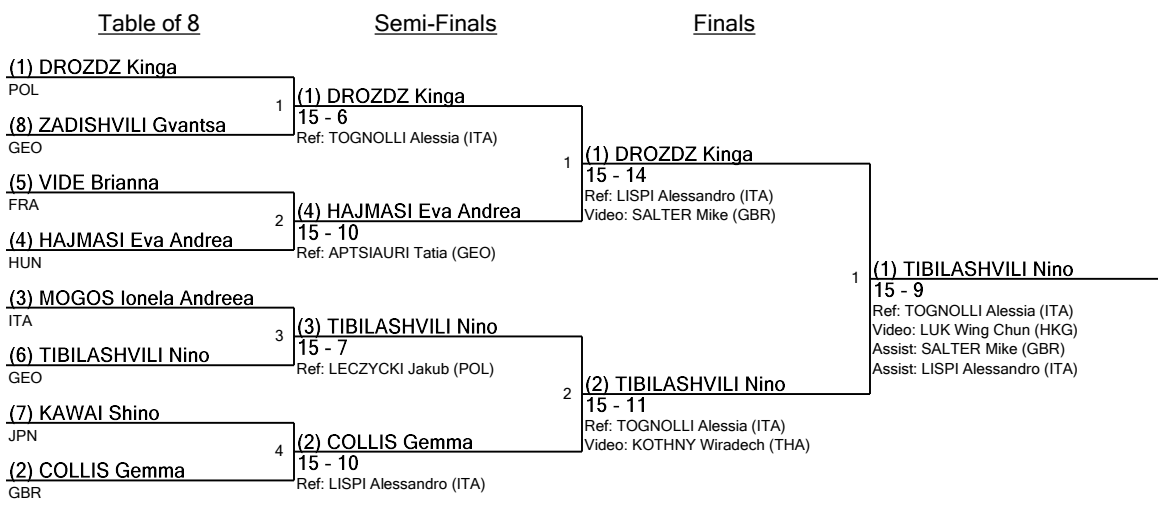 Table of 8
Semi-Finals
Finals
(1) DROZDZ Kinga
POL
(8) ZADISHVILI Gvantsa
GEO
(5) VIDE Brianna
FRA
(4) HAJMASI Eva Andrea
HUN
(3) MOGOS Ionela Andreea
ITA
(6) TIBILASHVILI Nino
GEO
(7) KAWAI Shino
JPN
(2) COLLIS Gemma
GBR
1
(1) DROZDZ Kinga
15 - 6
Ref: TOGNOLLI Alessia (ITA)
2
(4) HAJMASI Eva Andrea
15 - 10
Ref: APTSIAURI Tatia (GEO)
3
(3) TIBILASHVILI Nino
15 - 7
Ref: LECZYCKI Jakub (POL)
4
(2) COLLIS Gemma
15 - 10
Ref: LISPI Alessandro (ITA)
1
(1) DROZDZ Kinga
15 - 14
Ref: LISPI Alessandro (ITA)
Video: SALTER Mike (GBR)
2
(2) TIBILASHVILI Nino
15 - 11
Ref: TOGNOLLI Alessia (ITA)
Video: KOTHNY Wiradech (THA)
1
(1) TIBILASHVILI Nino
15 - 9
Ref: TOGNOLLI Alessia (ITA)
Video: LUK Wing Chun (HKG)
Assist: SALTER Mike (GBR)
Assist: LISPI Alessandro (ITA)